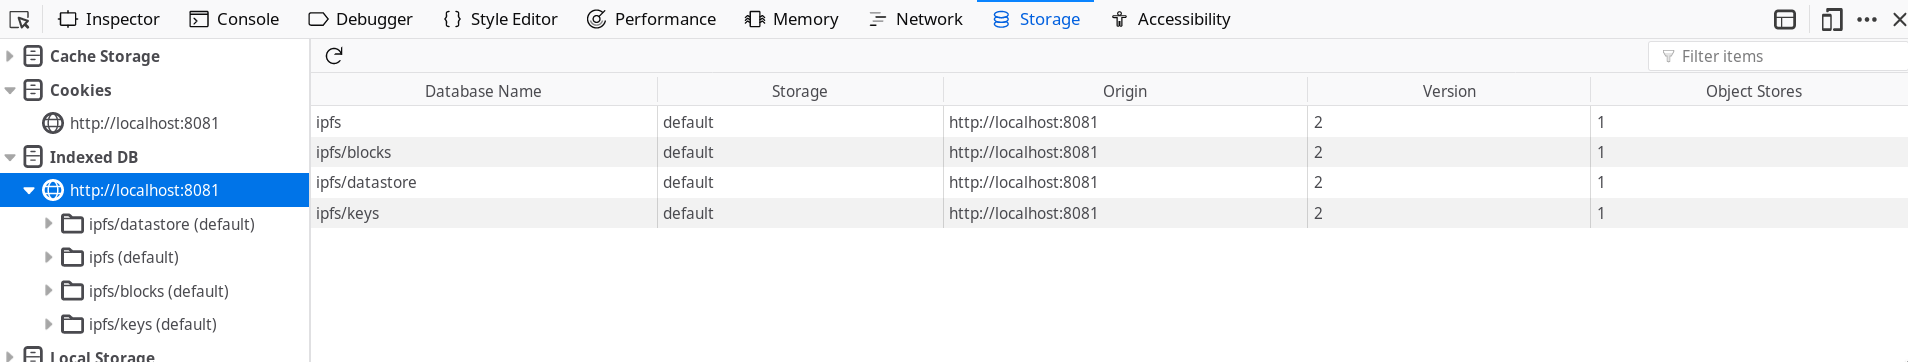 Inspector Console Debugger { } Style Editor Performance Memory Network Storage Accessibility
Cache Storage
Filter items
Cookies
Database Name Storage Origin Version Object Stores
http://localhost:8081
ipfs default http://localhost:8081 2 1
Indexed DB
ipfs/blocks default http://localhost:8081 2 1
http://localhost:8081
ipfs/datastore default http://localhost:8081 2 1
ipfs/datastore (default)
ipfs/keys default http://localhost:8081 2 1
ipfs (default)
ipfs/blocks (default)
ipfs/keys (default)
Local Storage